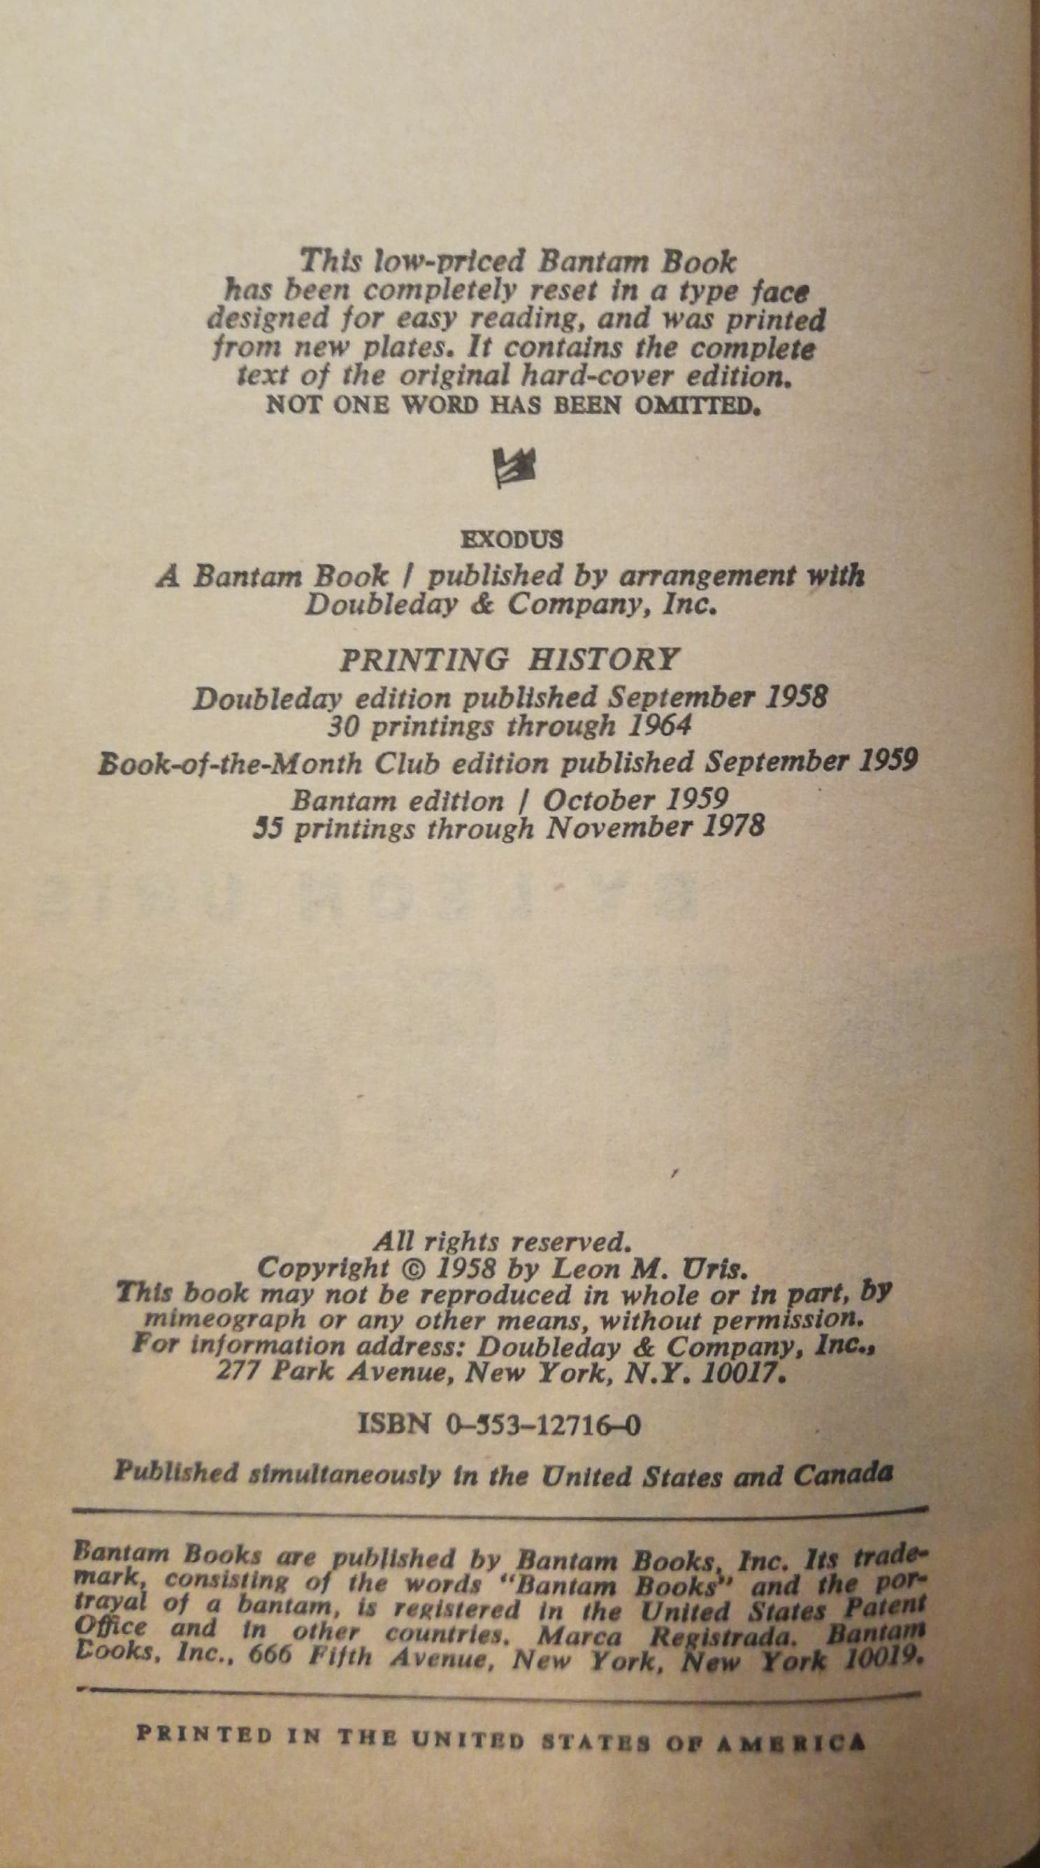 This low-priced Bantam Book
has been completely reset in a type face
designed for easy reading, and was printed
from new plates. It contains the complete
text of the original hard-cover edition.
NOT ONE WORD HAS BEEN OMITTED.
EXODUS
A Bantam Book / published by arrangement with
Doubleday & Company, Inc.
PRINTING HISTORY
Doubleday edition published September 1958
30 printings through 1964
Book-of-the-Month Club edition published September 1959
Bantam edition / October 1959
55 printings through November 1978
BY LEON URIS
All rights reserved.
Copyright © 1958 by Leon M. Uris.
This book may not be reproduced in whole or in part, by
mimeograph or any other means, without permission.
For information address: Doubleday & Company, Inc.,
277 Park Avenue, New York, N.Y. 10017.
ISBN 0–553–12716–0
Published simultaneously in the United States and Canada
Bantam Books are published by Bantam Books, Inc. Its trade-
mark, consisting of the words "Bantam Books" and the por-
trayal of a bantam, is registered in the United States Patent
Office and in other countries. Marca Registrada. Bantam
Books, Inc., 666 Fifth Avenue, New York, New York 10019.
PRINTED IN THE UNITED STATES OF AMERICA